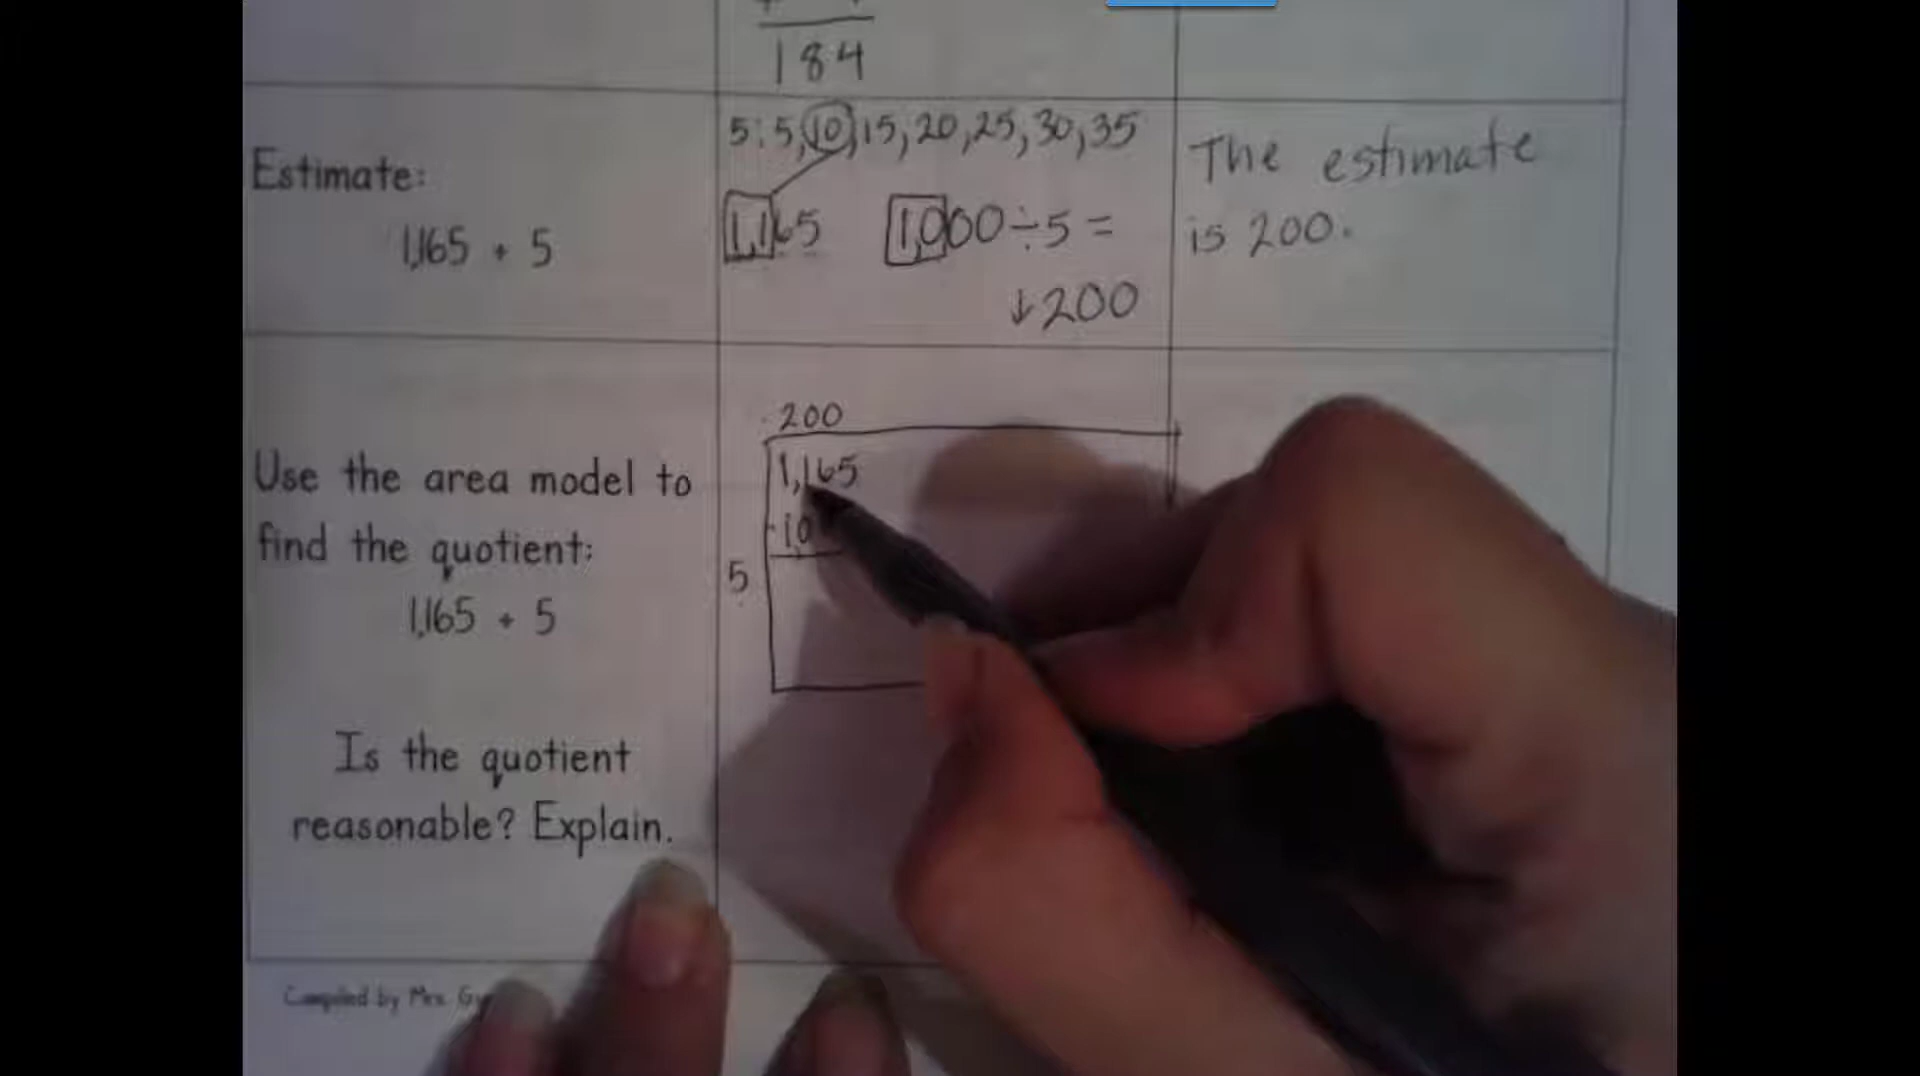 184
Estimate:
1,165 ÷ 5
5: 5, 10, 15, 20, 25, 30, 35
1,165 1,000 ÷ 5 =
↓200
The estimate
is 200.
Use the area model to
find the quotient:
1,165 ÷ 5
Is the quotient
reasonable? Explain.
200
1,165
-10
5
Compiled by Mrs.